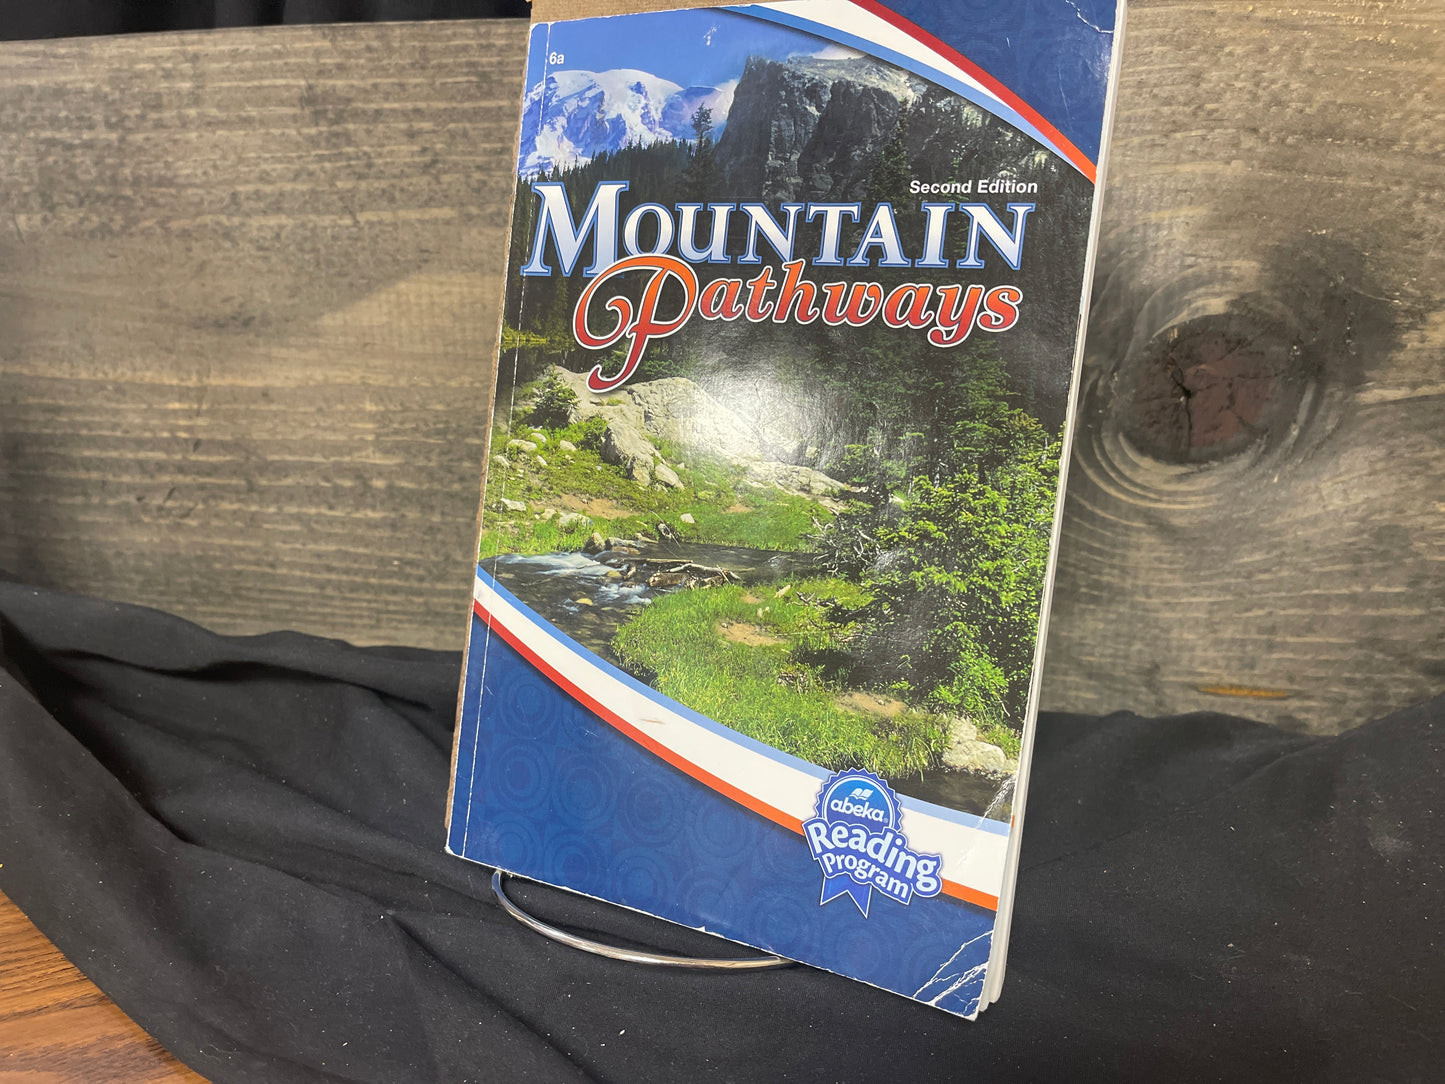 6a
Second Edition
MOUNTAIN
Pathways
abeka®
Reading
Program